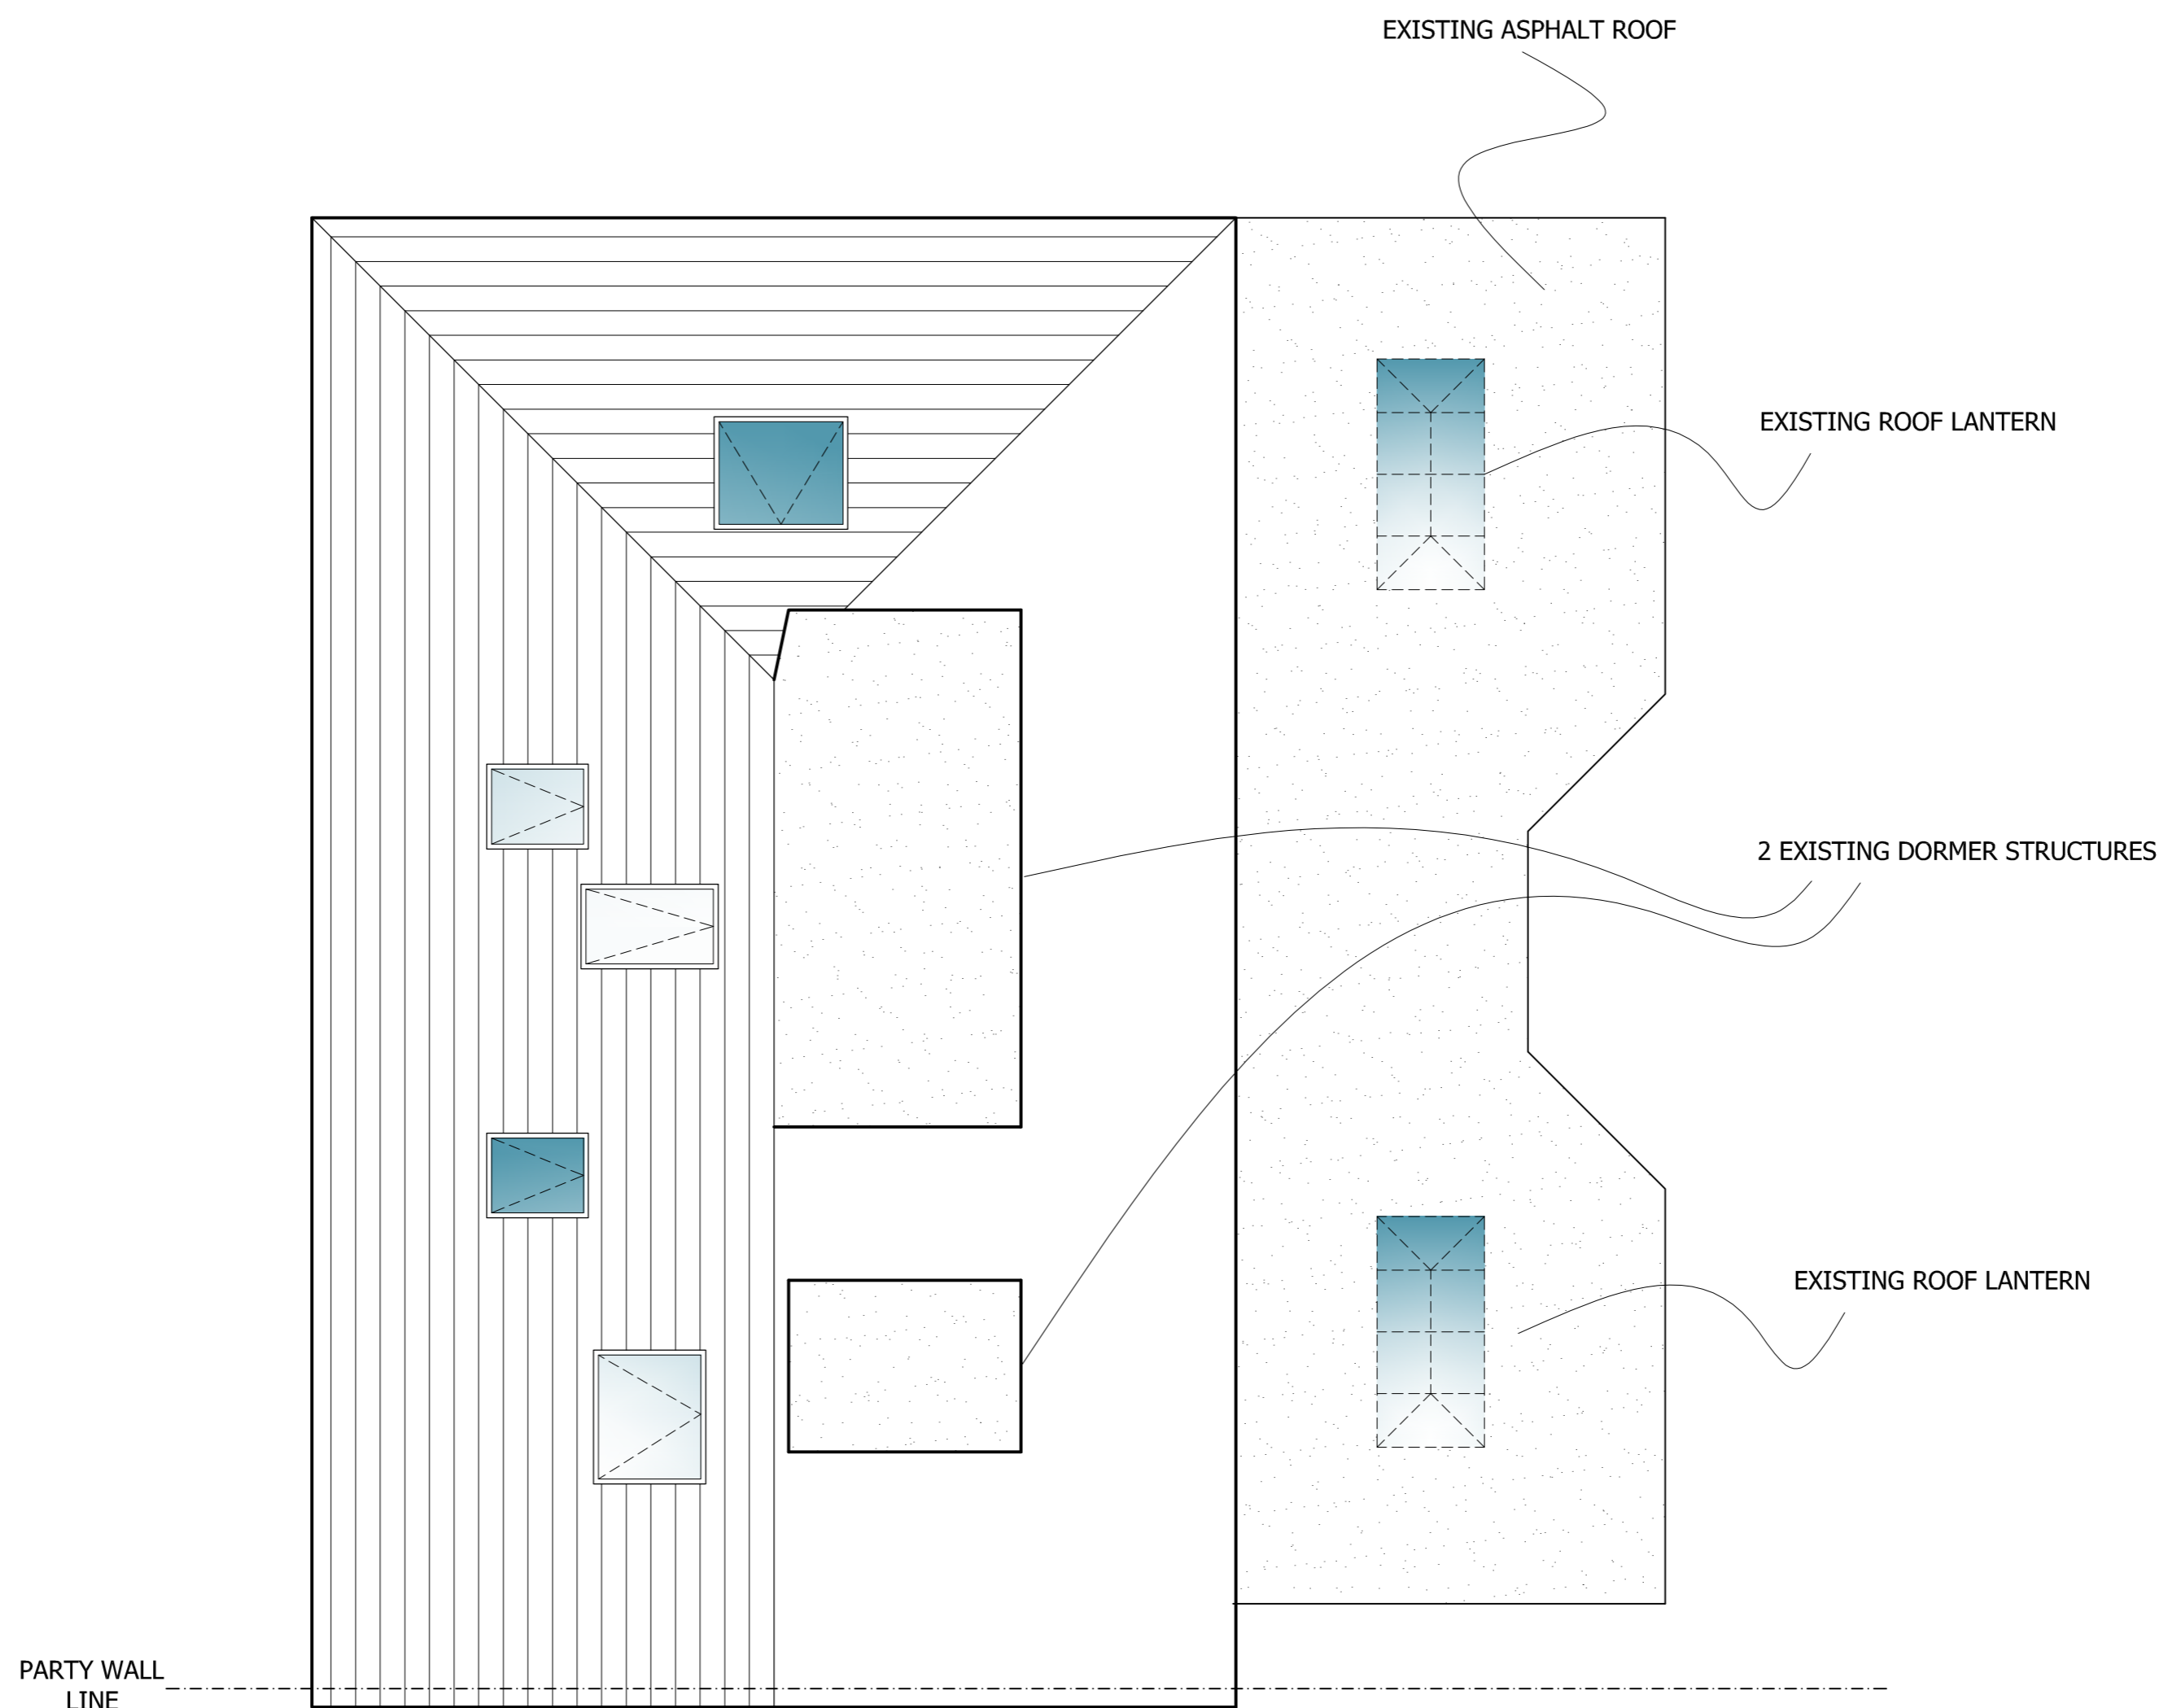 EXISTING ASPHALT ROOF
EXISTING ROOF LANTERN
2 EXISTING DORMER STRUCTURES
EXISTING ROOF LANTERN
PARTY WALL
LINE